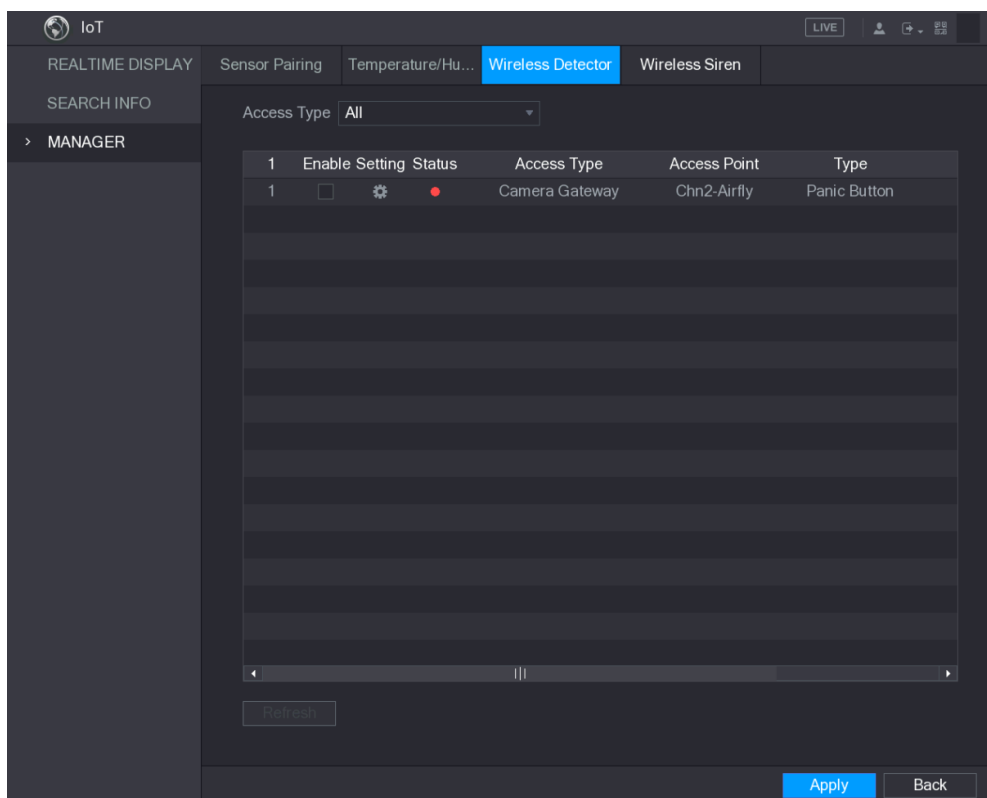 IoT
LIVE
REALTIME DISPLAY
SEARCH INFO
> MANAGER
Sensor Pairing Temperature/Hu... Wireless Detector Wireless Siren
Access Type All
1 Enable Setting Status Access Type Access Point Type
1 Camera Gateway Chn2-Airfly Panic Button
Refresh
Apply Back